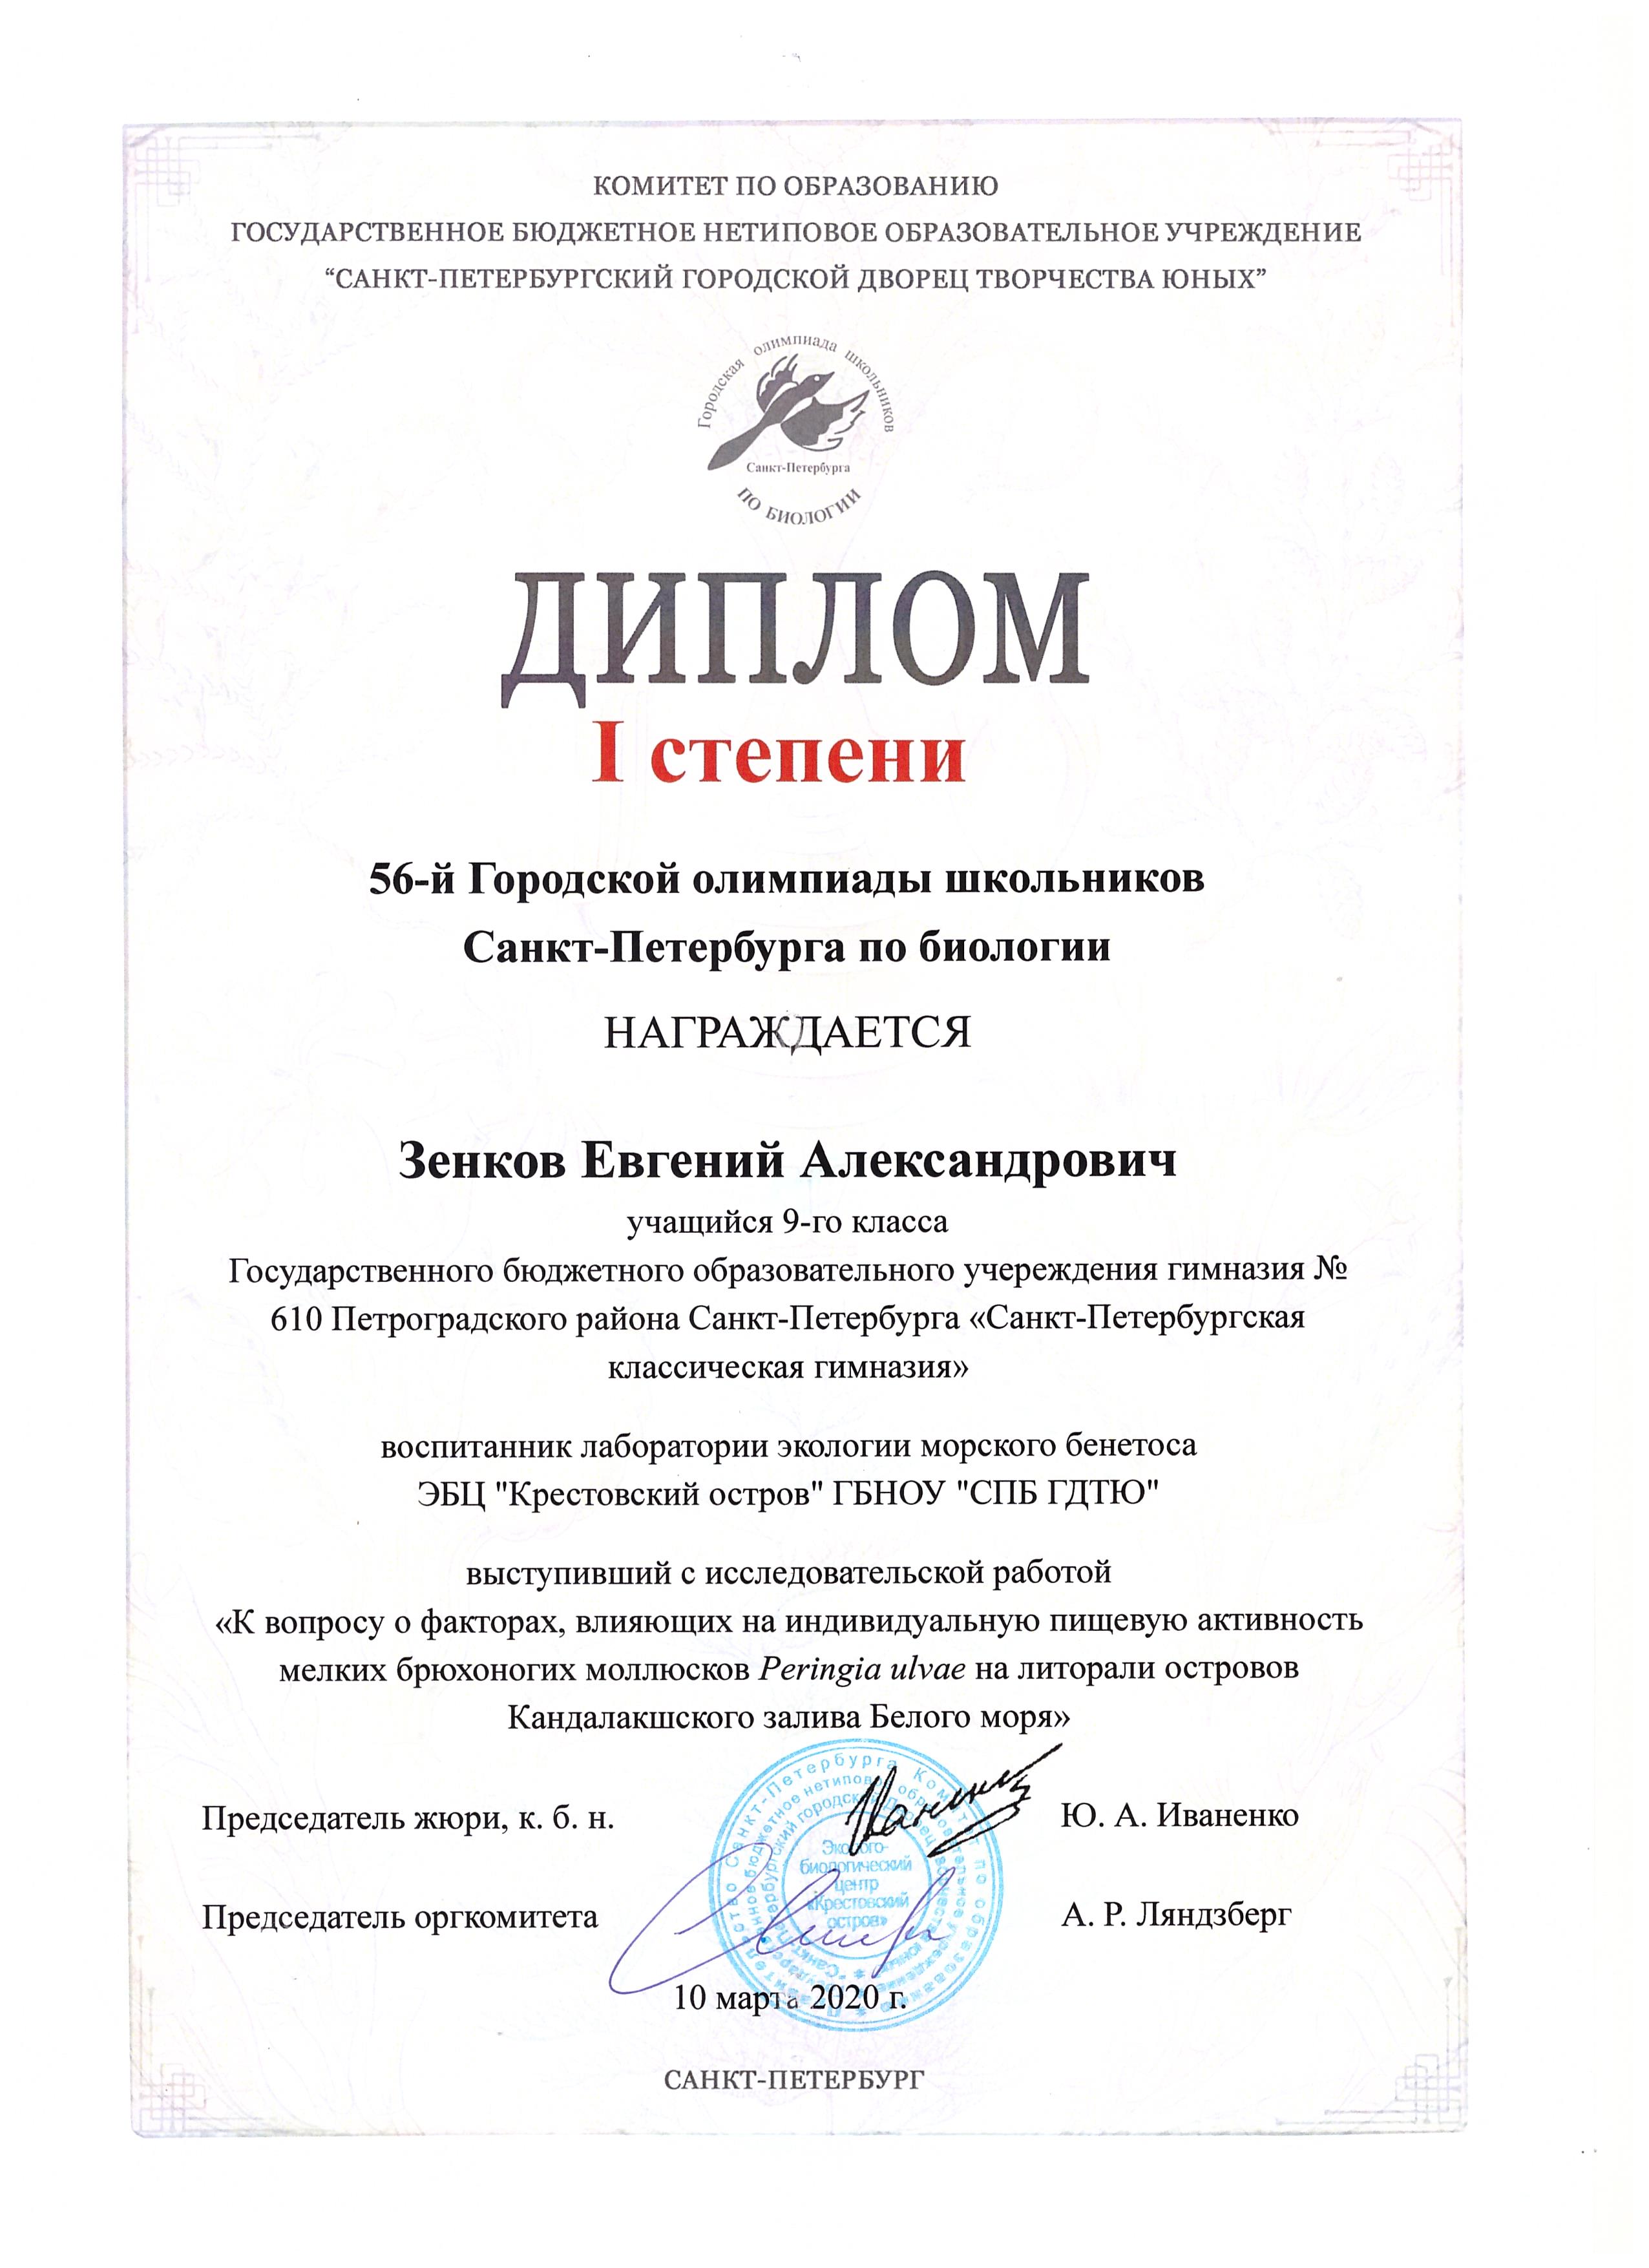 КОМИТЕТ ПО ОБРАЗОВАНИЮ
ГОСУДАРСТВЕННОЕ БЮДЖЕТНОЕ НЕТИПОВОЕ ОБРАЗОВАТЕЛЬНОЕ УЧРЕЖДЕНИЕ
“САНКТ-ПЕТЕРБУРГСКИЙ ГОРОДСКОЙ ДВОРЕЦ ТВОРЧЕСТВА ЮНЫХ”
Городская олимпиада школьников
Санкт-Петербурга
ПО БИОЛОГИИ
ДИПЛОМ
I степени
56-й Городской олимпиады школьников
Санкт-Петербурга по биологии
НАГРАЖДАЕТСЯ
Зенков Евгений Александрович
учащийся 9-го класса
Государственного бюджетного образовательного учереждения гимназия №
610 Петроградского района Санкт-Петербурга «Санкт-Петербургская
классическая гимназия»
воспитанник лаборатории экологии морского бенетоса
ЭБЦ "Крестовский остров" ГБНОУ "СПБ ГДТЮ"
выступивший с исследовательской работой
«К вопросу о факторах, влияющих на индивидуальную пищевую активность
мелких брюхоногих моллюсков Peringia ulvae на литорали островов
Кандалакшского залива Белого моря»
Председатель жюри, к. б. н.
Ю. А. Иваненко
Эколого-
биологический
центр
«Крестовский
остров»
Председатель оргкомитета
А. Р. Ляндзберг
10 марта 2020 г.
САНКТ-ПЕТЕРБУРГ